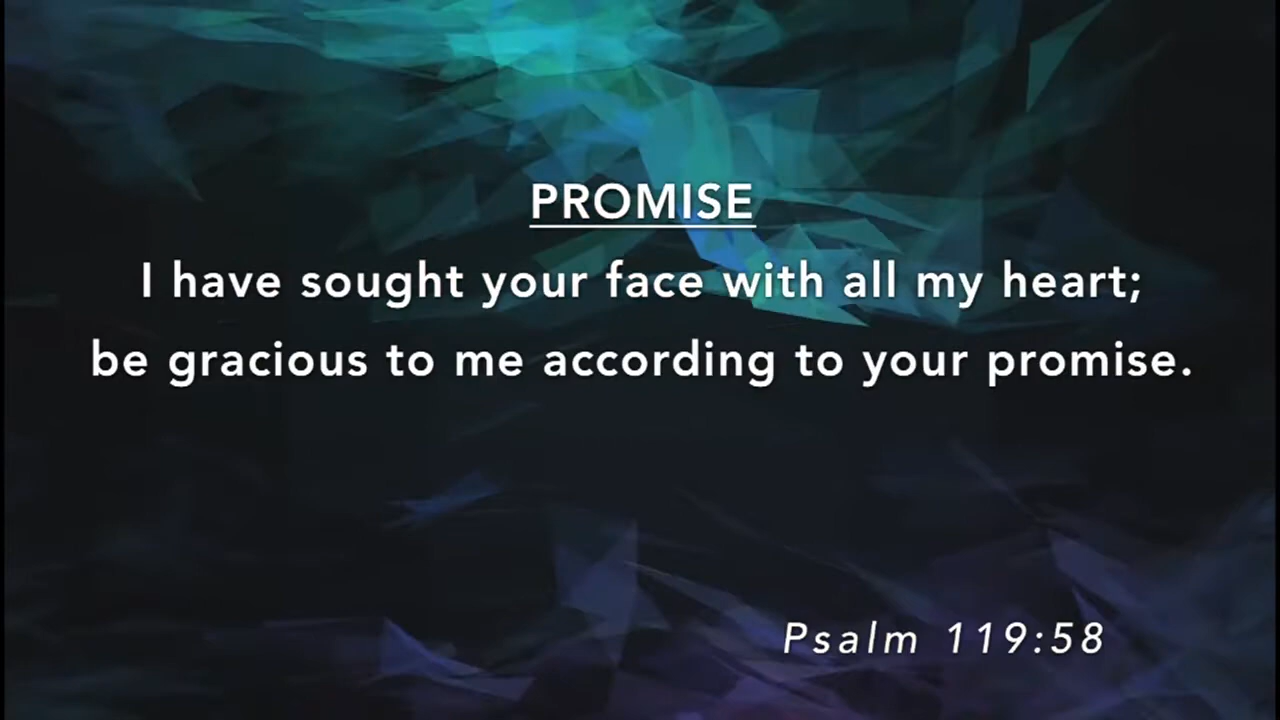 PROMISE
I have sought your face with all my heart;
be gracious to me according to your promise.
Psalm 119:58